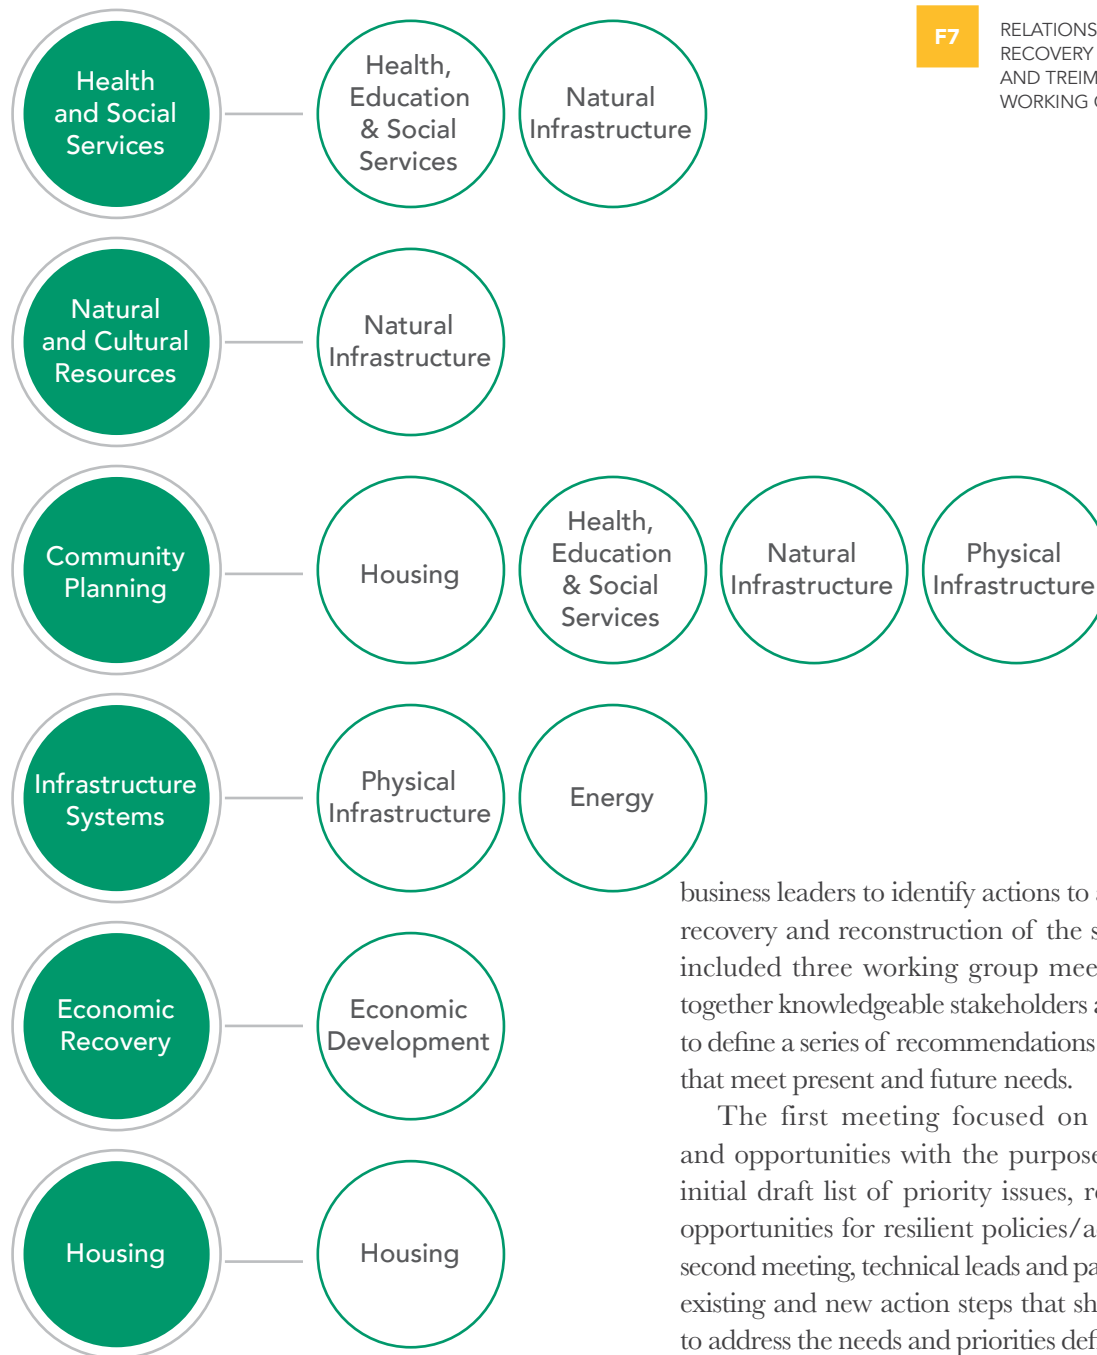 F7
RELATIONS
RECOVERY
AND TREIM
WORKING
Health
and Social
Services
Health,
Education
& Social
Services
Natural
Infrastructure
Natural
and Cultural
Resources
Natural
Infrastructure
Community
Planning
Housing
Health,
Education
& Social
Services
Natural
Infrastructure
Physical
Infrastructure
Infrastructure
Systems
Physical
Infrastructure
Energy
Economic
Recovery
Economic
Development
Housing
Housing
business leaders to identify actions to
recovery and reconstruction of the
included three working group mee
together knowledgeable stakeholders
to define a series of recommendations
that meet present and future needs.
The first meeting focused on
and opportunities with the purpose
initial draft list of priority issues, r
opportunities for resilient policies/a
second meeting, technical leads and pa
existing and new action steps that sh
to address the needs and priorities defi